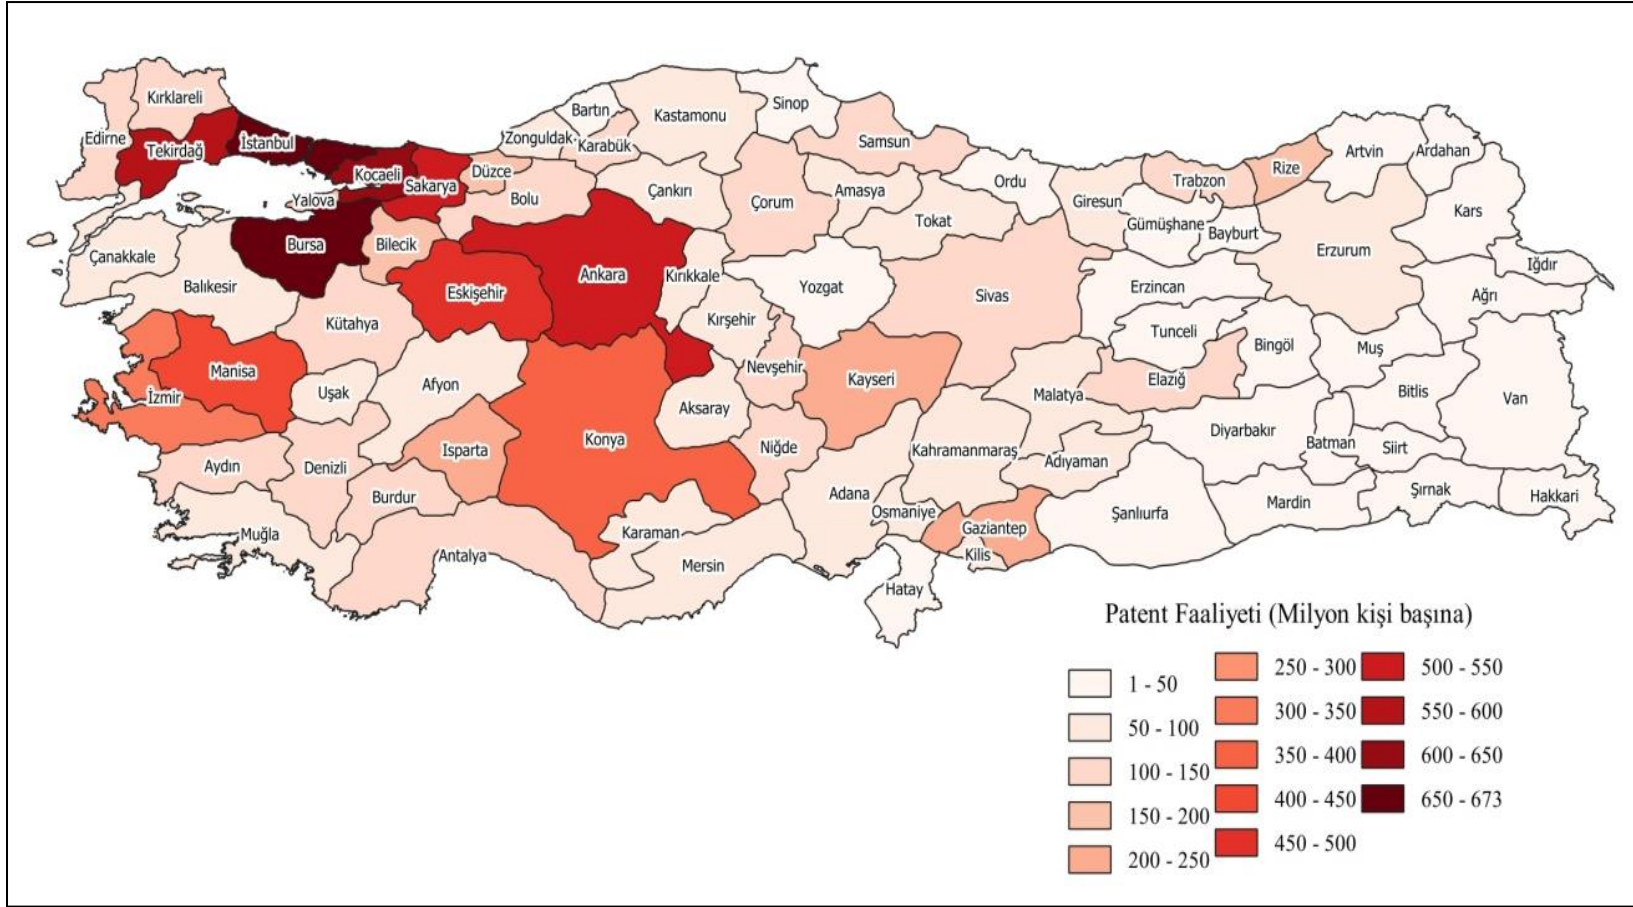 Kırklareli
Edirne
Tekirdağ
İstanbul
Kocaeli
Yalova
Sakarya
Düzce
Bolu
Zonguldak
Bartın
Karabük
Kastamonu
Sinop
Çankırı
Samsun
Çorum
Amasya
Ordu
Tokat
Giresun
Trabzon
Rize
Artvin
Ardahan
Gümüşhane
Bayburt
Kars
Erzurum
Iğdır
Ağrı
Çanakkale
Balıkesir
Bursa
Bilecik
Eskişehir
Ankara
Kırıkkale
Yozgat
Sivas
Erzincan
Tunceli
Kütahya
Kırşehir
Nevşehir
Kayseri
Bingöl
Muş
Manisa
İzmir
Uşak
Afyon
Aksaray
Malatya
Elazığ
Bitlis
Van
Konya
Isparta
Niğde
Kahramanmaraş
Adıyaman
Diyarbakır
Batman
Siirt
Aydın
Denizli
Burdur
Muğla
Antalya
Karaman
Mersin
Adana
Osmaniye
Gaziantep
Kilis
Hatay
Şanlıurfa
Mardin
Şırnak
Hakkari
Patent Faaliyeti (Milyon kişi başına)
1 - 50
50 - 100
100 - 150
150 - 200
200 - 250
250 - 300
300 - 350
350 - 400
400 - 450
450 - 500
500 - 550
550 - 600
600 - 650
650 - 673